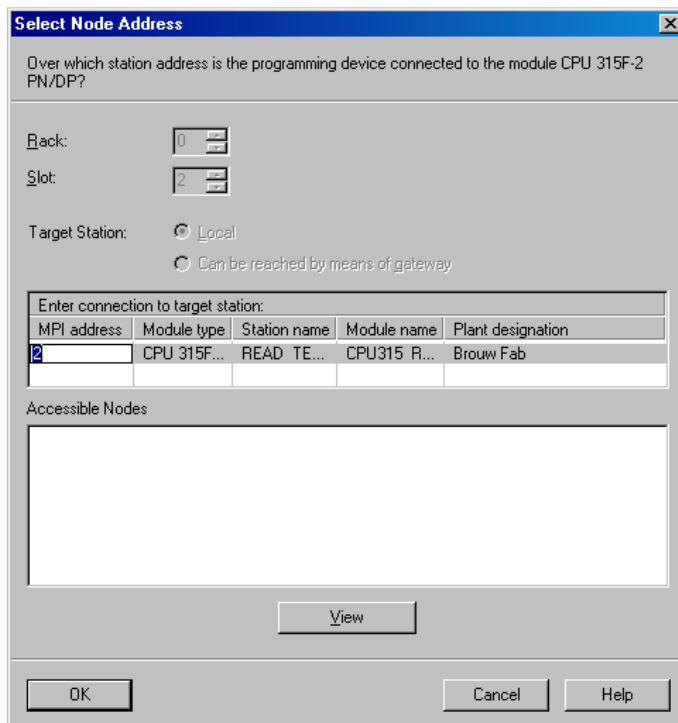 Select Node Address
Over which station address is the programming device connected to the module CPU 315F-2
PN/DP?
Rack: 0
Slot: 2
Target Station: Local
Can be reached by means of gateway
Enter connection to target station:
MPI address Module type Station name Module name Plant designation
2 CPU 315F... READ TE... CPU315 R... Brouw Fab
Accessible Nodes
View
OK Cancel Help